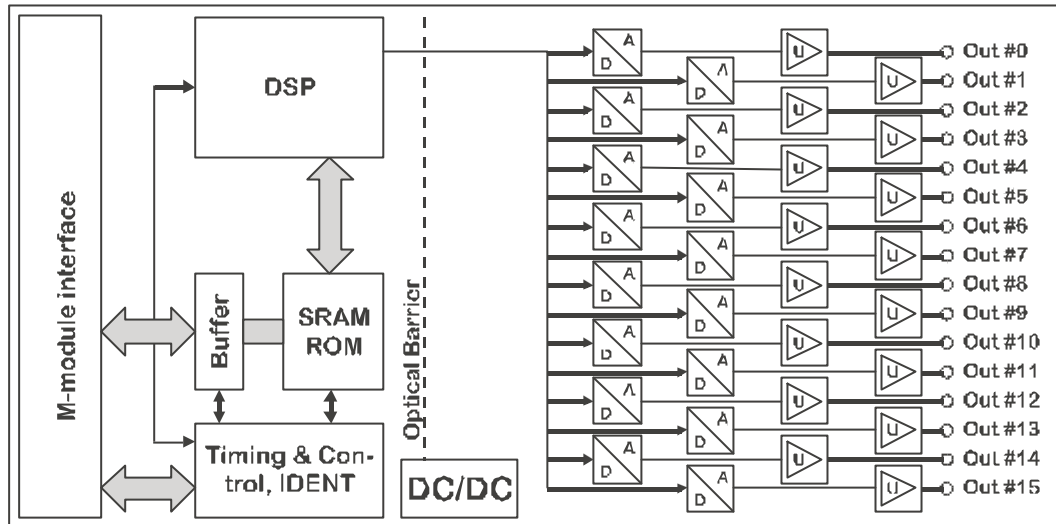 M-module interface
DSP
Buffer
SRAM
ROM
Timing & Con-
trol, IDENT
Optical Barrier
DC/DC
D A U Out #0
D A U Out #1
D A U Out #2
D A U Out #3
D A U Out #4
D A U Out #5
D A U Out #6
D A U Out #7
D A U Out #8
D A U Out #9
D A U Out #10
D A U Out #11
D A U Out #12
D A U Out #13
D A U Out #14
D A U Out #15